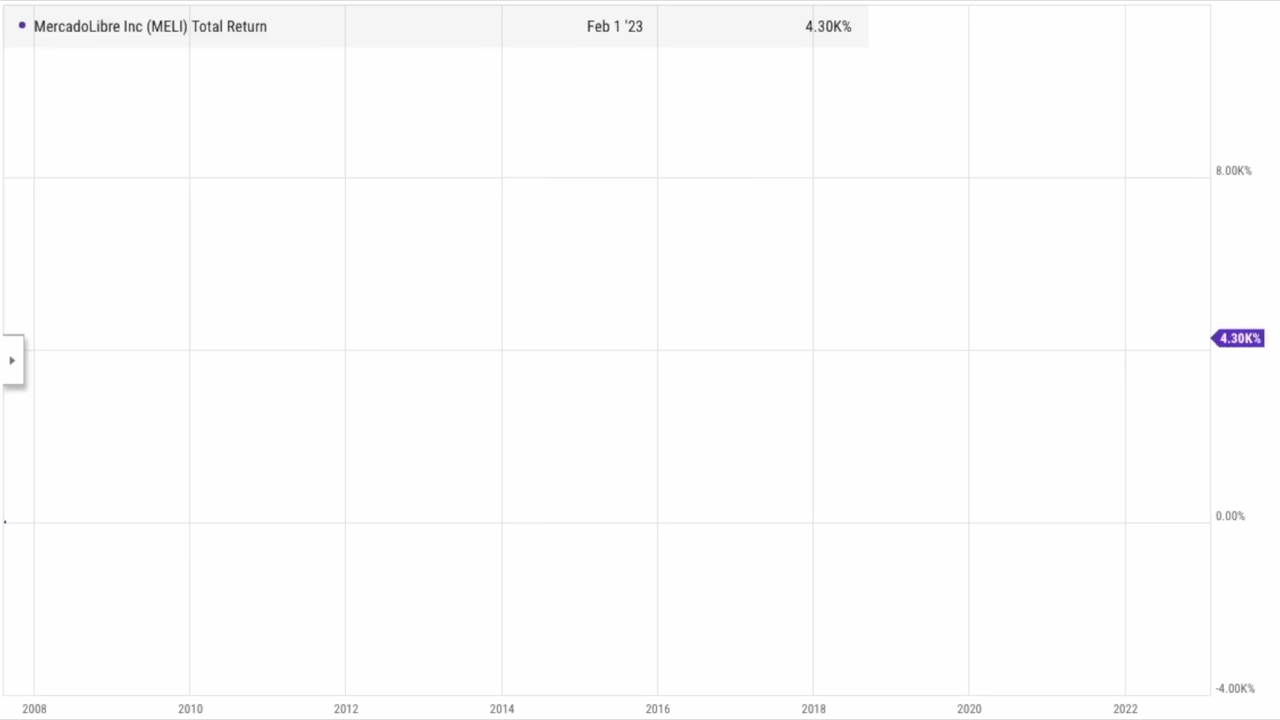 MercadoLibre Inc (MELI) Total Return Feb 1 '23 4.30K%
8.00K%
4.30K%
0.00%
-4.00K%
2008 2010 2012 2014 2016 2018 2020 2022